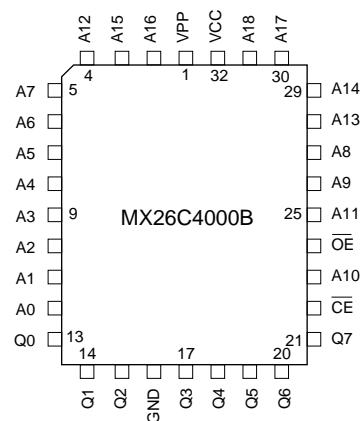 A12 A15 A16 VPP VCC A18 A17
4 1 32 30
A7 5 29 A14
A6 A13
A5 A8
A4 A9
A3 9 MX26C4000B 25 A11
A2 OE
A1 A10
A0 CE
Q0 13 21 Q7
14 17 20
Q1 Q2 GND Q3 Q4 Q5 Q6